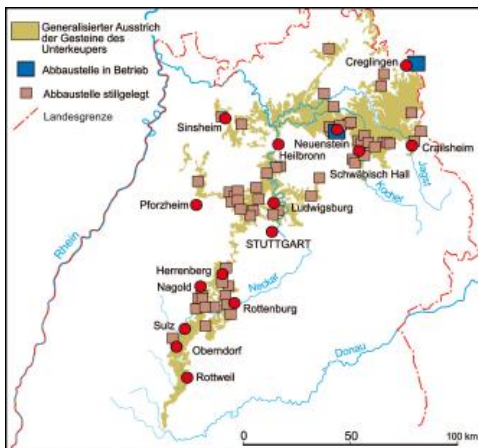 Generalisierter Ausstrich
der Gesteine des
Unterkeupers
Abbaustelle in Betrieb
Abbaustelle stillgelegt
Landesgrenze
Creglingen
Sinsheim
Neuenstein
Heilbronn
Crailsheim
Schwäbisch Hall
Jagst
Kocher
Pforzheim
Ludwigsburg
STUTTGART
Rhein
Herrenberg
Nagold
Neckar
Rottenburg
Sulz
Oberndorf
Donau
Rottweil
0 50 100 km